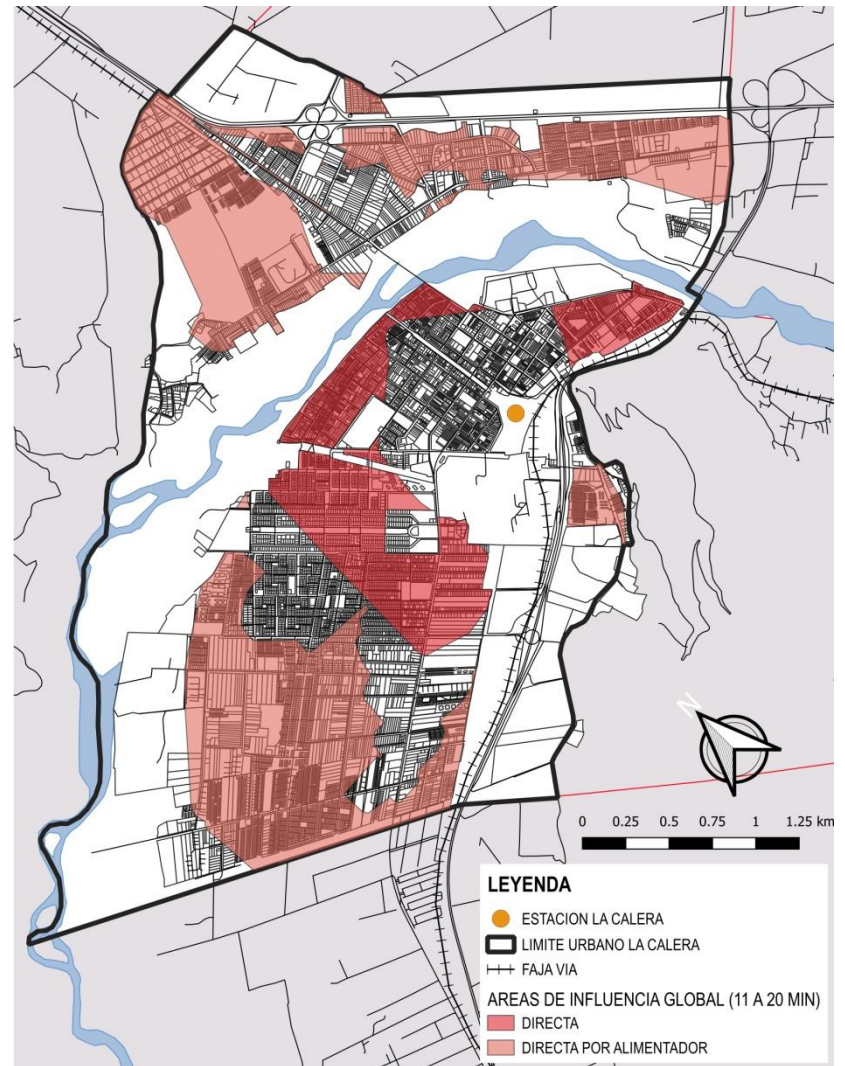 N
0 0.25 0.5 0.75 1 1.25 km
LEYENDA
ESTACION LA CALERA
LIMITE URBANO LA CALERA
FAJA VIA
AREAS DE INFLUENCIA GLOBAL (11 A 20 MIN)
DIRECTA
DIRECTA POR ALIMENTADOR